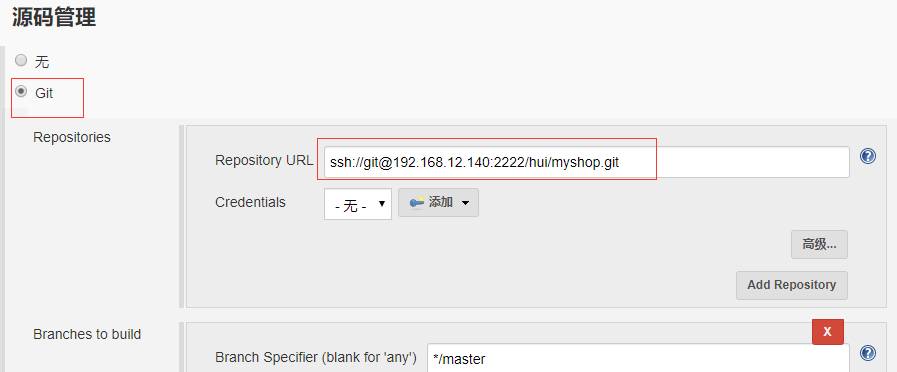 源码管理
无
Git
Repositories
Repository URL ssh://git@192.168.12.140:2222/hui/myshop.git
Credentials - 无 - 添加
高级...
Add Repository
Branches to build
X
Branch Specifier (blank for 'any') */master